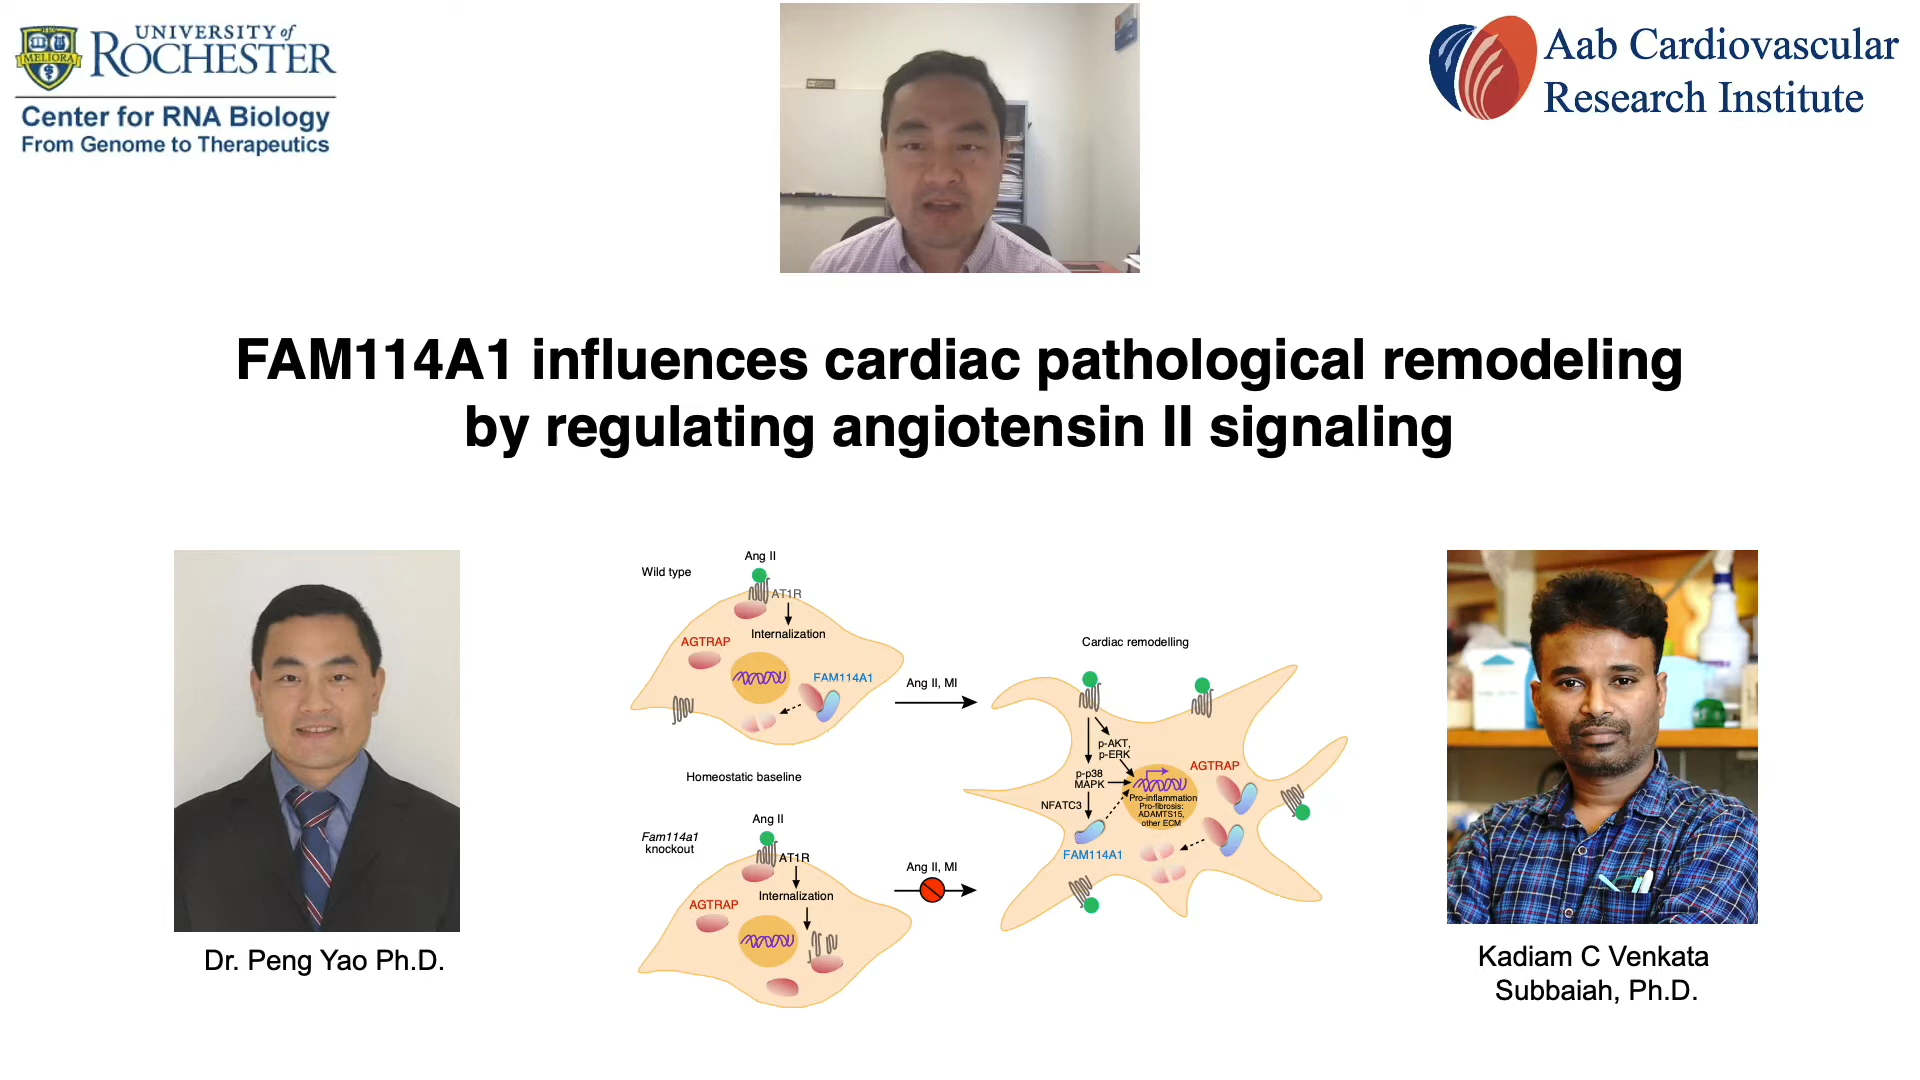 UNIVERSITY of
ROCHESTER
MELIORA
Center for RNA Biology
From Genome to Therapeutics
Aab Cardiovascular
Research Institute
FAM114A1 influences cardiac pathological remodeling
by regulating angiotensin II signaling
Wild type
Ang II
AT1R
Internalization
AGTRAP
FAM114A1
Ang II, MI
Homeostatic baseline
Fam114a1
knockout
Ang II
AT1R
Internalization
AGTRAP
Ang II, MI
Cardiac remodelling
p-AKT,
p-ERK
p-p38
MAPK
NFATC3
FAM114A1
AGTRAP
Pro-inflammation
Pro-fibrosis:
ADAMTS15,
other ECM
Dr. Peng Yao Ph.D.
Kadiam C Venkata
Subbaiah, Ph.D.